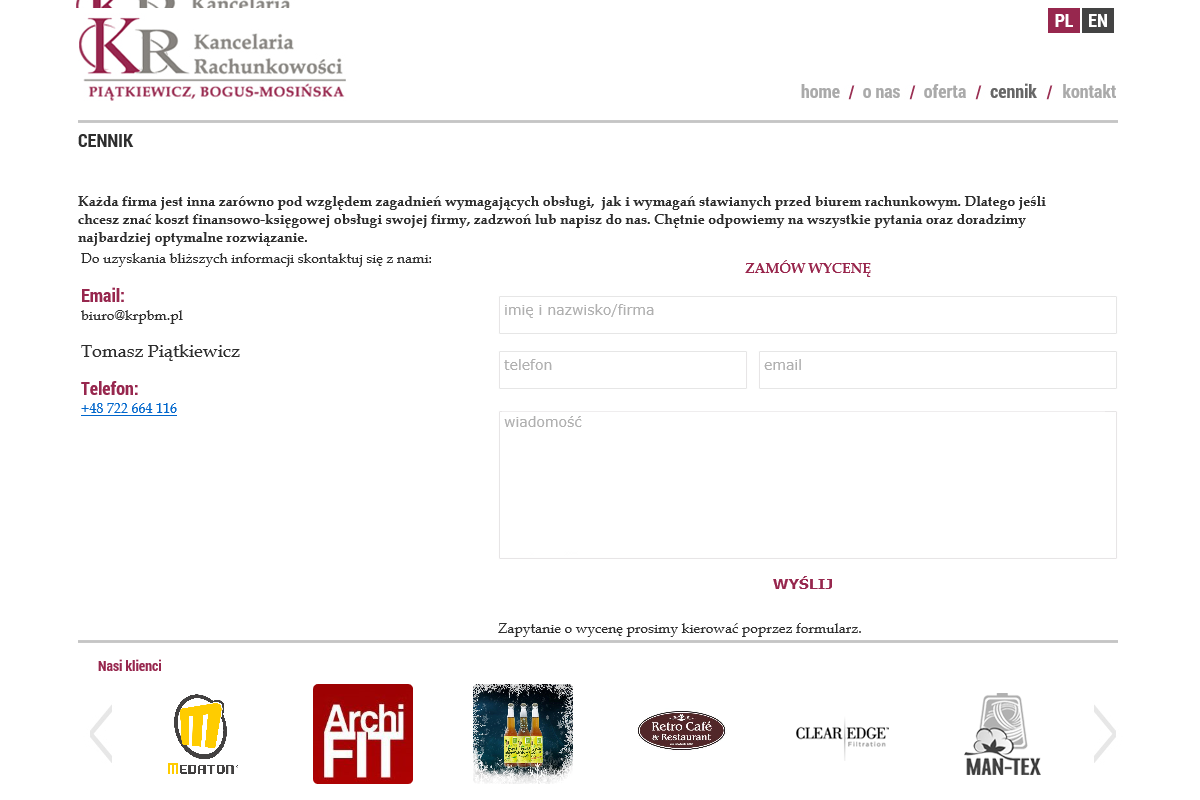 Kancelaria
KR Kancelaria
Rachunkowości
PIĄTKIEWICZ, BOGUS-MOSIŃSKA
PL EN
home / o nas / oferta / cennik / kontakt
CENNIK
Każda firma jest inna zarówno pod względem zagadnień wymagających obsługi, jak i wymagań stawianych przed biurem rachunkowym. Dlatego jeśli
chcesz znać koszt finansowo-księgowej obsługi swojej firmy, zadzwoń lub napisz do nas. Chętnie odpowiemy na wszystkie pytania oraz doradzimy
najbardziej optymalne rozwiązanie.
Do uzyskania bliższych informacji skontaktuj się z nami:
Email:
biuro@krpbm.pl
Tomasz Piątkiewicz
Telefon:
+48 722 664 116
ZAMÓW WYCENĘ
imię i nazwisko/firma
telefon
email
wiadomość
WYŚLIJ
Zapytanie o wycenę prosimy kierować poprzez formularz.
Nasi klienci
MEDATON
Archi
FIT
Retro Café
& Restaurant
CLEAR EDGE
Filtration
MAN-TEX